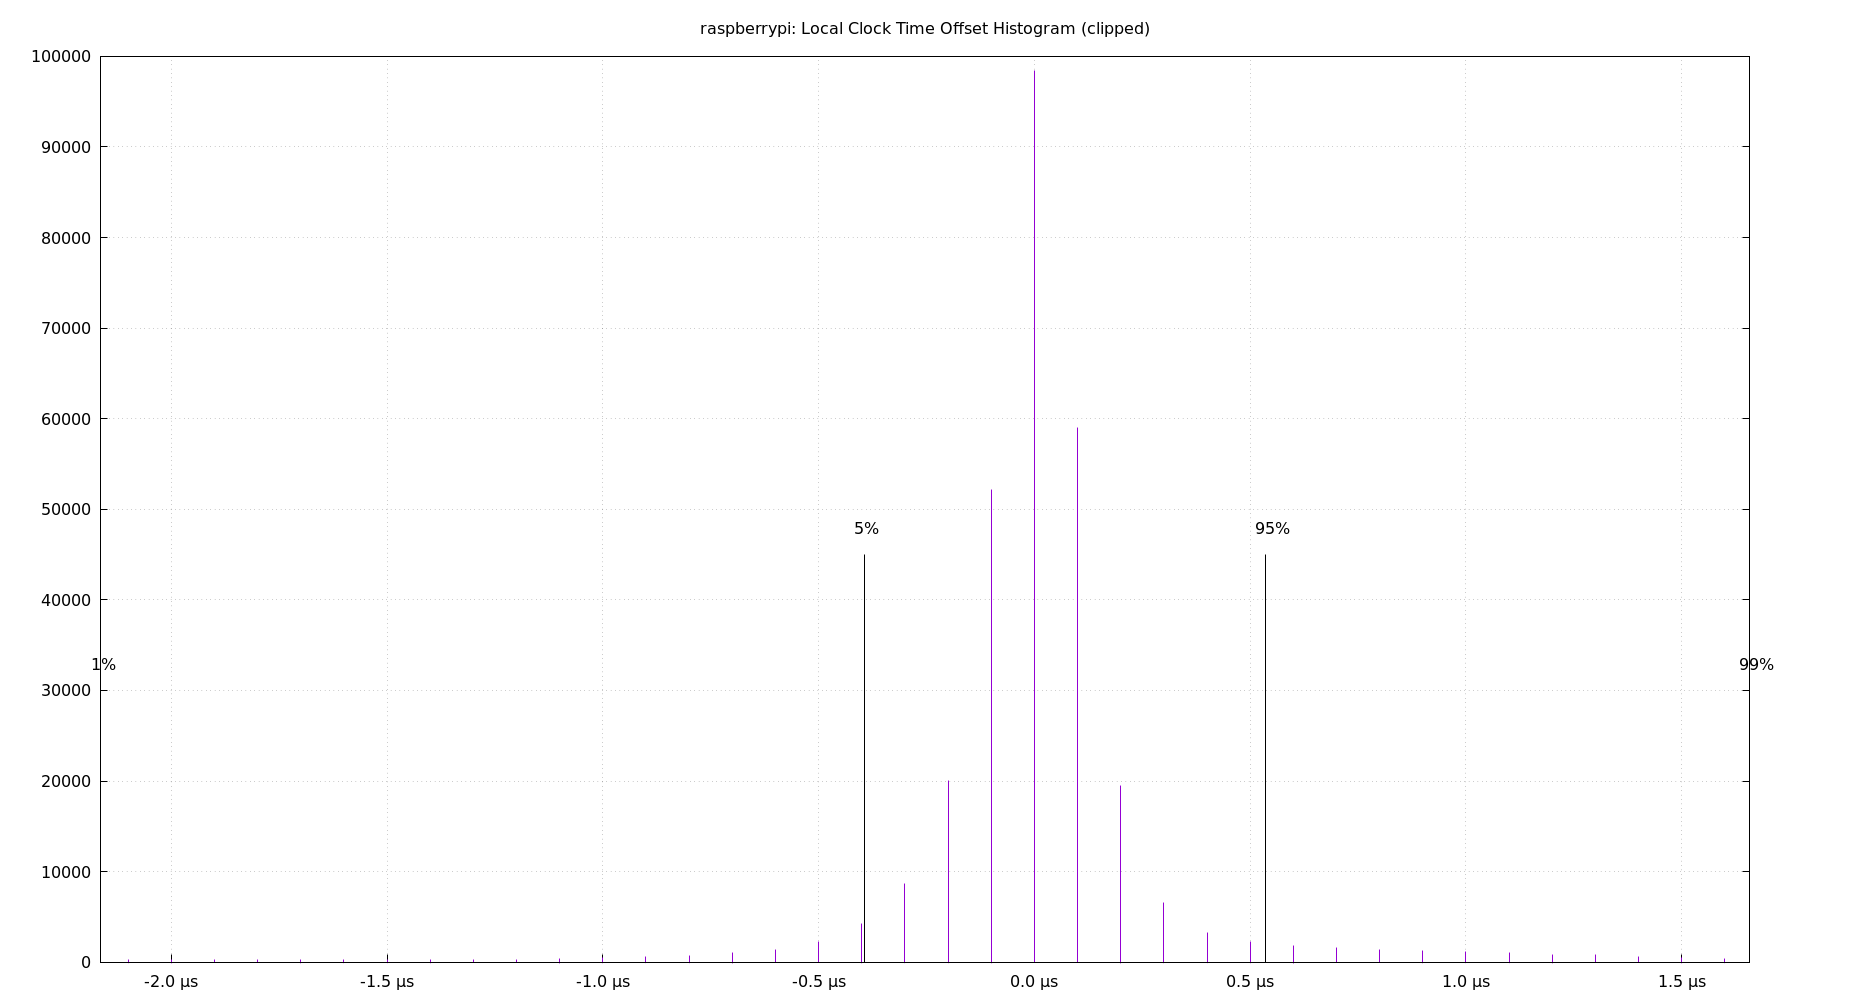 raspberrypi: Local Clock Time Offset Histogram (clipped)
100000
90000
80000
70000
60000
50000
5%
95%
40000
1%
99%
30000
20000
10000
0
-2.0 µs
-1.5 µs
-1.0 µs
-0.5 µs
0.0 µs
0.5 µs
1.0 µs
1.5 µs